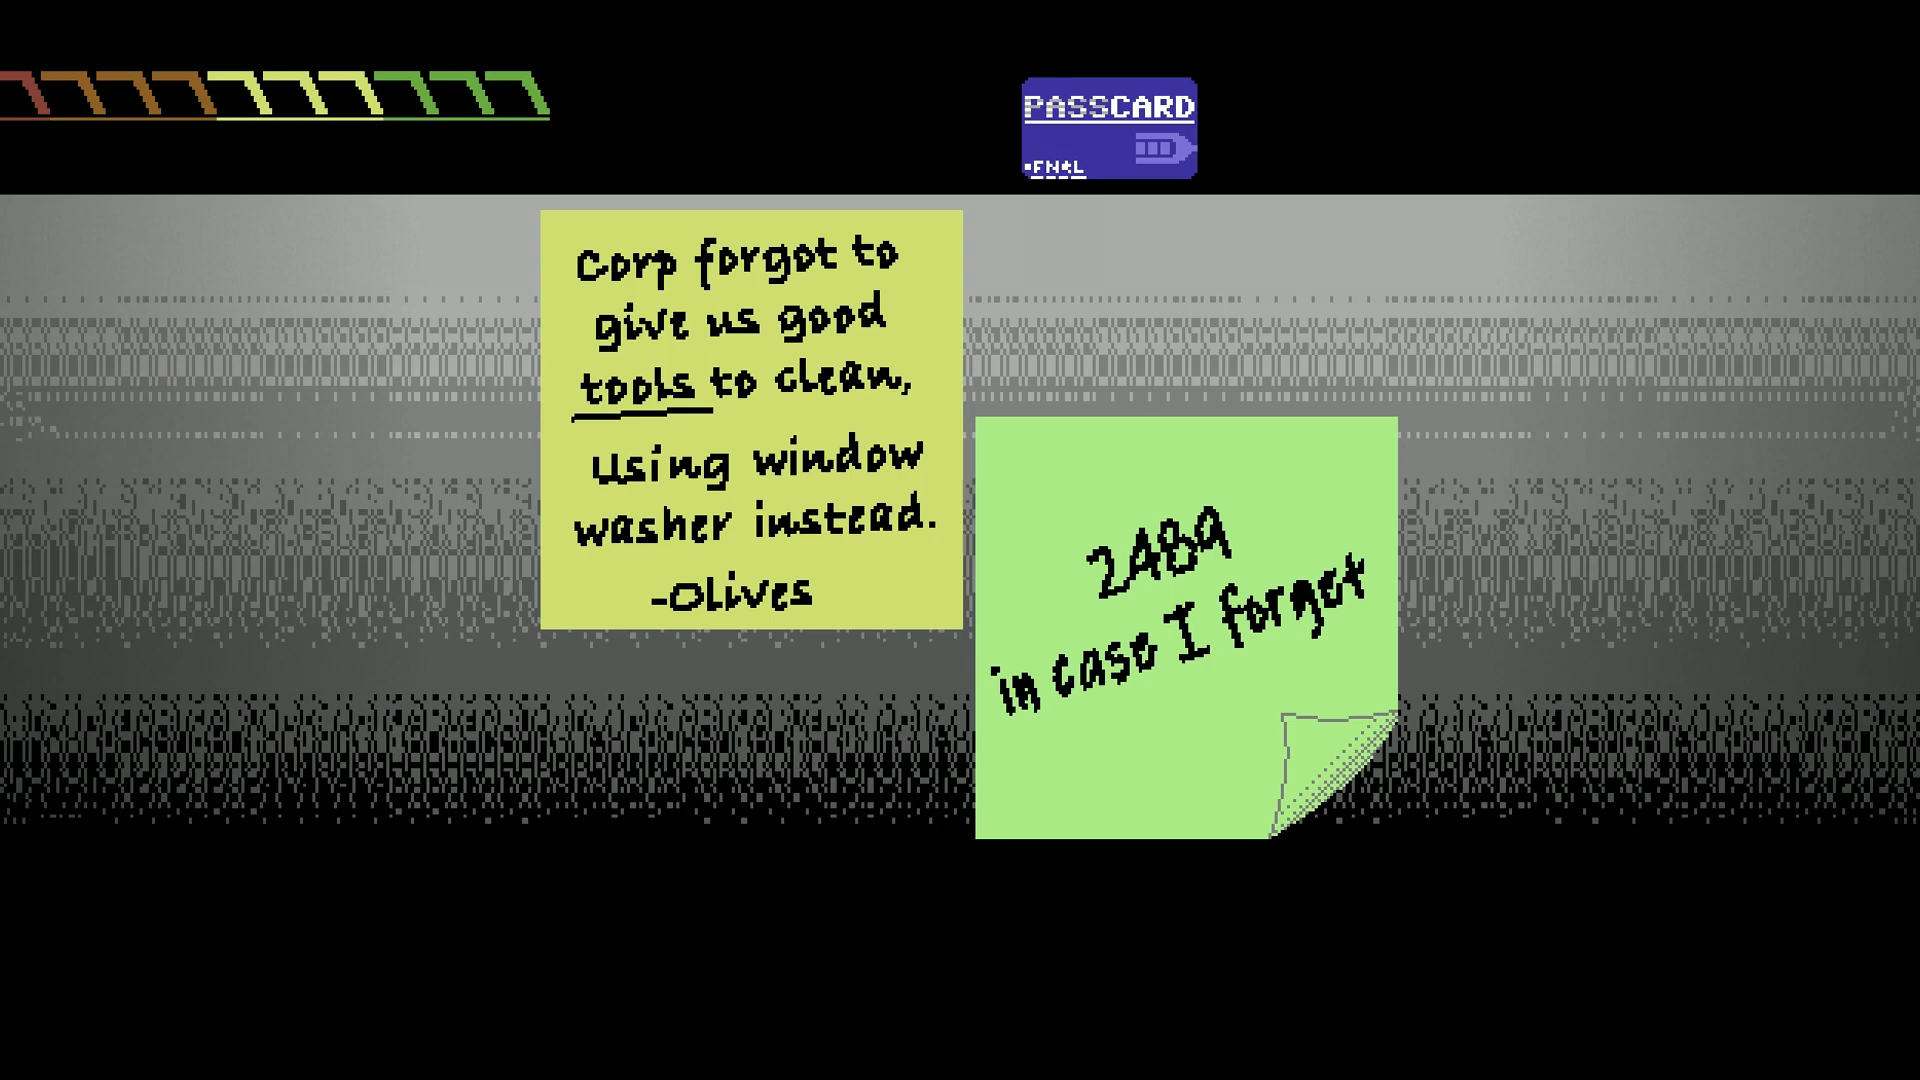 PASSCARD
FN*L
Corp forgot to
give us good
tools to clean,
using window
washer instead.
-Olives
2489
in case I forget